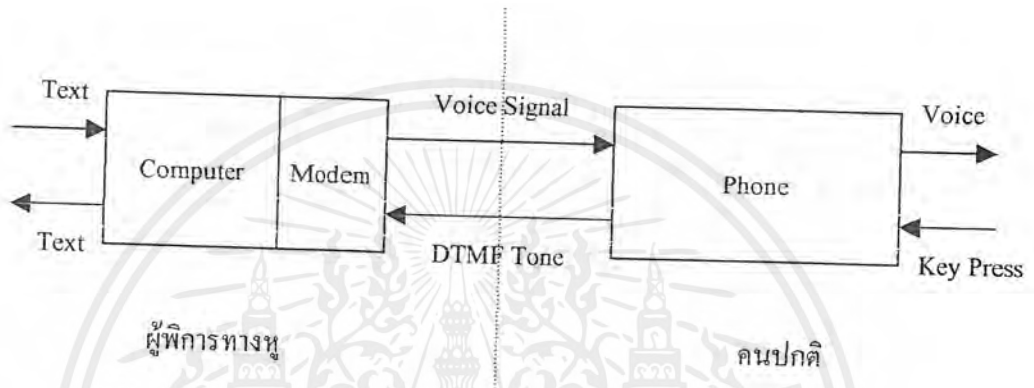 Text
Voice Signal
Voice
Computer
Modem
Phone
Text
DTMF Tone
Key Press
ผู้พิการทางหู
คนปกติ